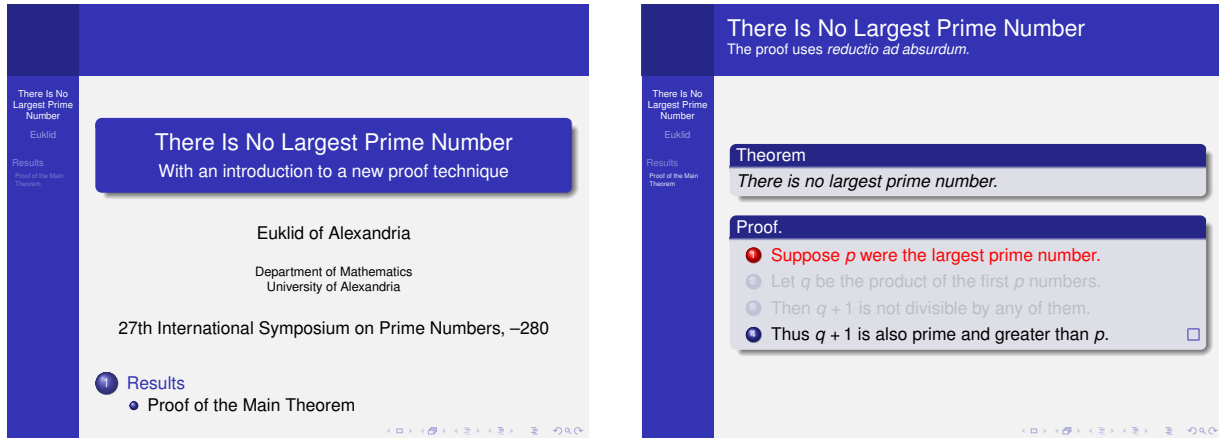 There Is No
Largest Prime
Number
Euklid
Results
Proof of the Main
Theorem
There Is No Largest Prime Number
With an introduction to a new proof technique
Euklid of Alexandria
Department of Mathematics
University of Alexandria
27th International Symposium on Prime Numbers, –280
1 Results
Proof of the Main Theorem
There Is No Largest Prime Number
The proof uses reductio ad absurdum.
There Is No
Largest Prime
Number
Euklid
Results
Proof of the Main
Theorem
Theorem
There is no largest prime number.
Proof.
1 Suppose p were the largest prime number.
2 Let q be the product of the first p numbers.
3 Then q + 1 is not divisible by any of them.
4 Thus q + 1 is also prime and greater than p.